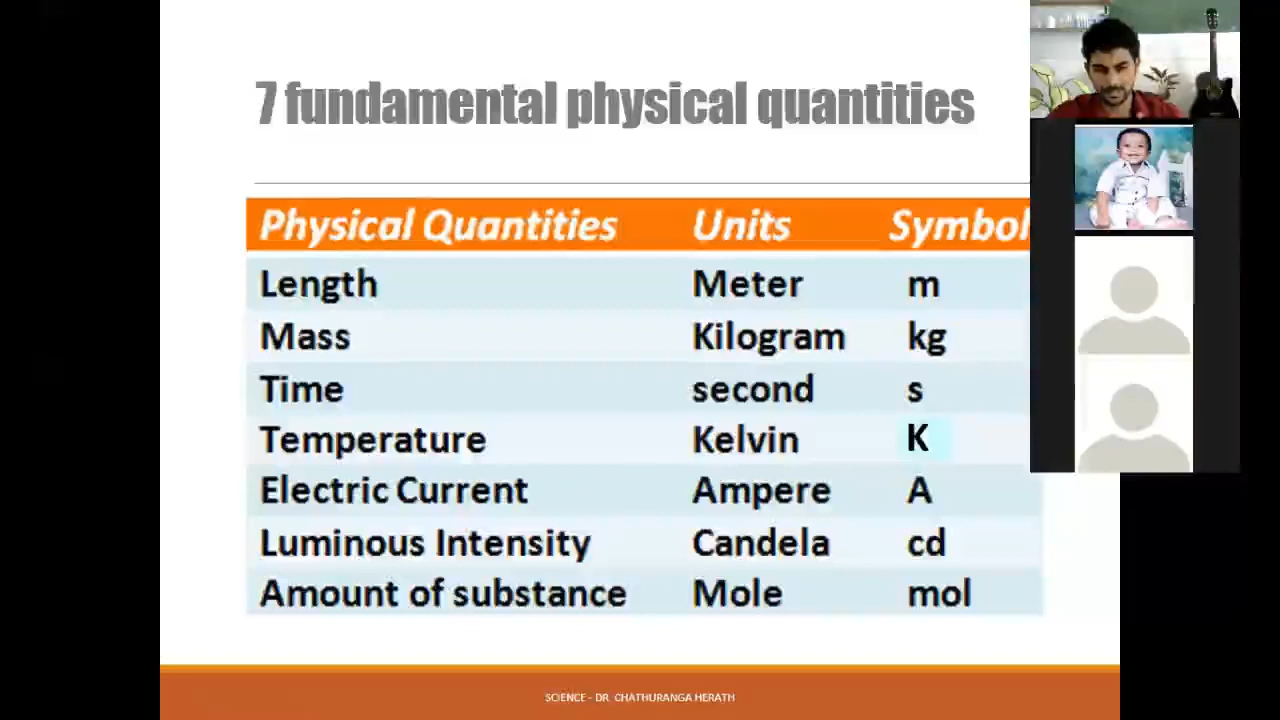 7 fundamental physical quantities
Physical Quantities Units Symbol
Length Meter m
Mass Kilogram kg
Time second s
Temperature Kelvin K
Electric Current Ampere A
Luminous Intensity Candela cd
Amount of substance Mole mol
SCIENCE - DR. CHATHURANGA HERATH